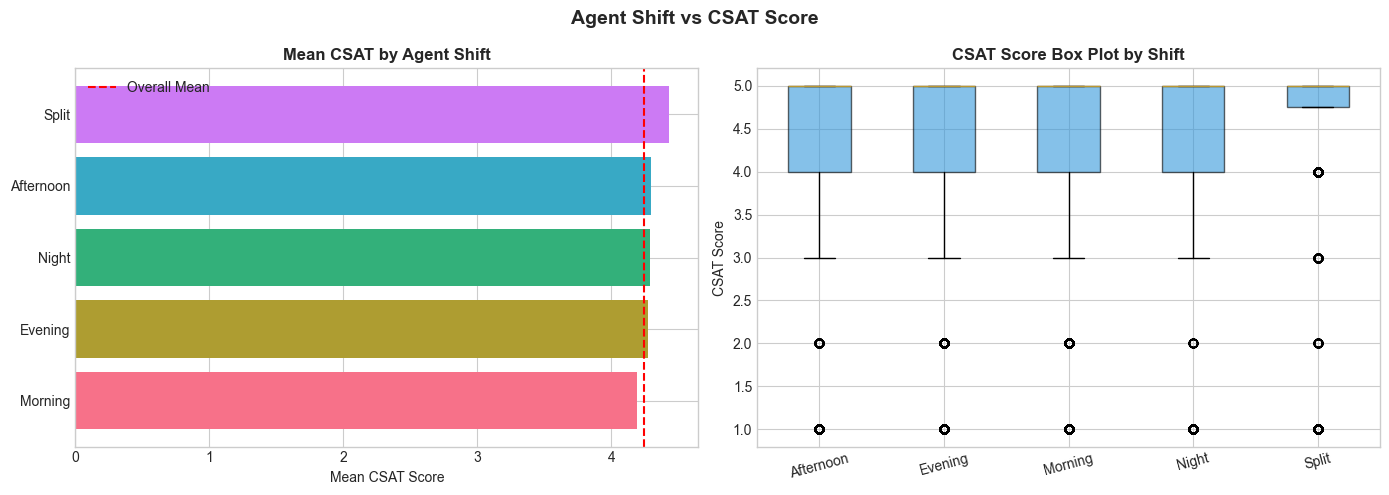 Agent Shift vs CSAT Score
Mean CSAT by Agent Shift
Overall Mean
Split
Afternoon
Night
Evening
Morning
0 1 2 3 4
Mean CSAT Score
CSAT Score Box Plot by Shift
CSAT Score
5.0
4.5
4.0
3.5
3.0
2.5
2.0
1.5
1.0
Afternoon Evening Morning Night Split